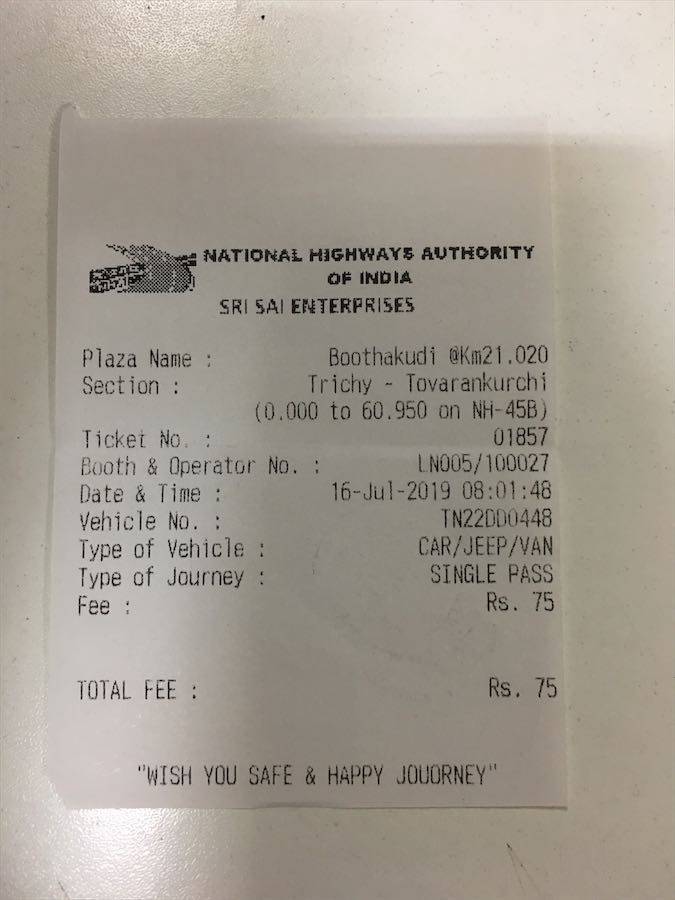 NATIONAL HIGHWAYS AUTHORITY
OF INDIA
SRI SAI ENTERPRISES
Plaza Name : Boothakudi @Km21.020
Section : Trichy - Tovarankurchi
(0.000 to 60.950 on NH-45B)
Ticket No. : 01857
Booth & Operator No. : LN005/100027
Date & Time : 16-Jul-2019 08:01:48
Vehicle No. : TN22DD0448
Type of Vehicle : CAR/JEEP/VAN
Type of Journey : SINGLE PASS
Fee : Rs. 75
TOTAL FEE : Rs. 75
"WISH YOU SAFE & HAPPY JOUORNEY"